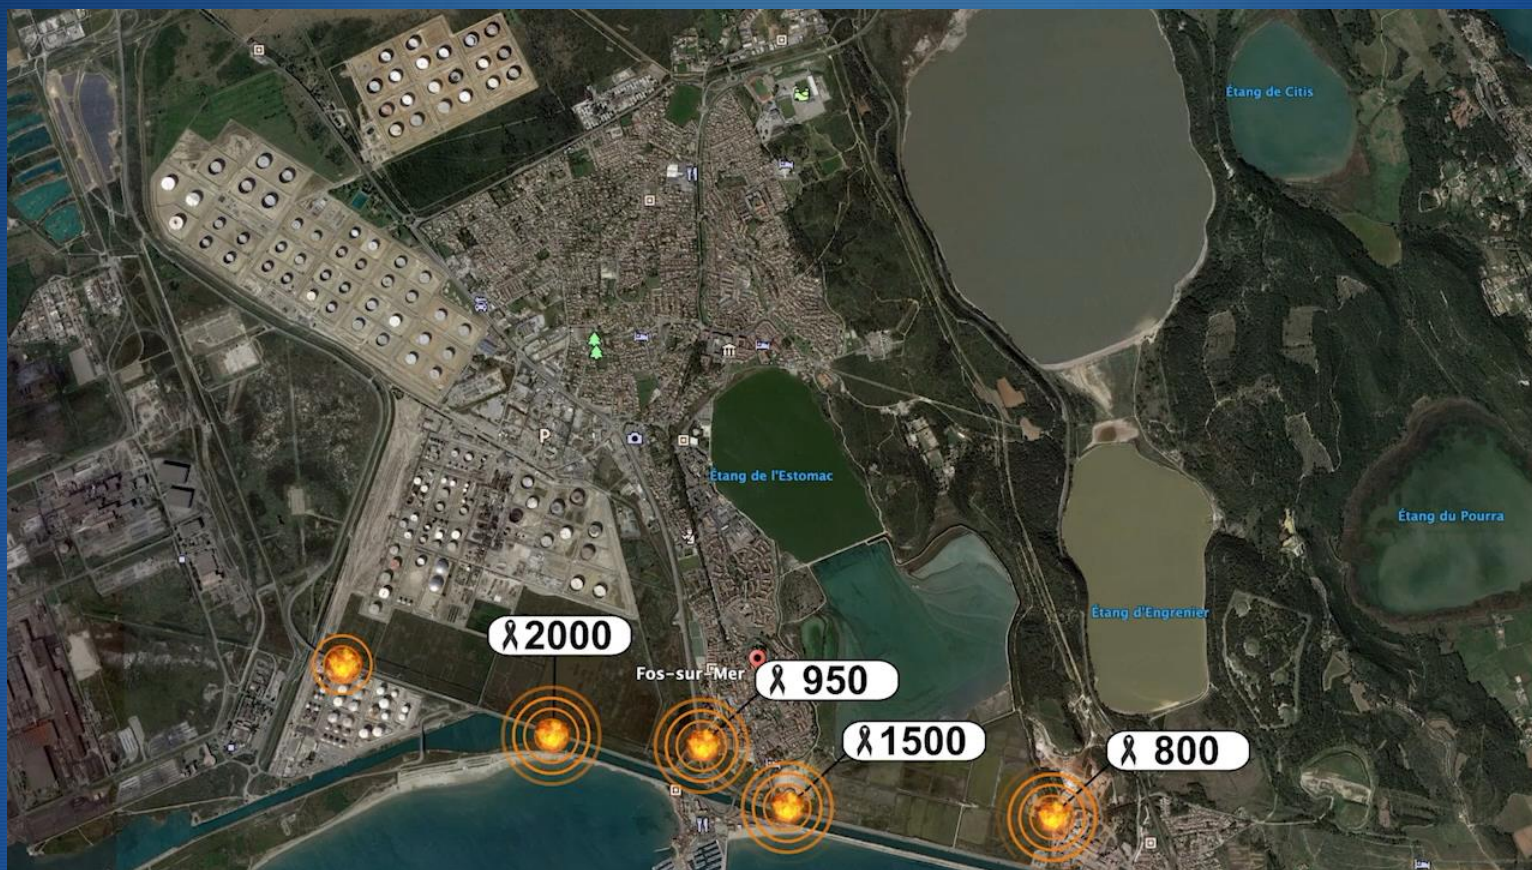 Étang de Citis
P
Étang de l'Estomac
Étang du Pourra
Étang d'Engrenier
2000
Fos-sur-Mer
950
1500
800